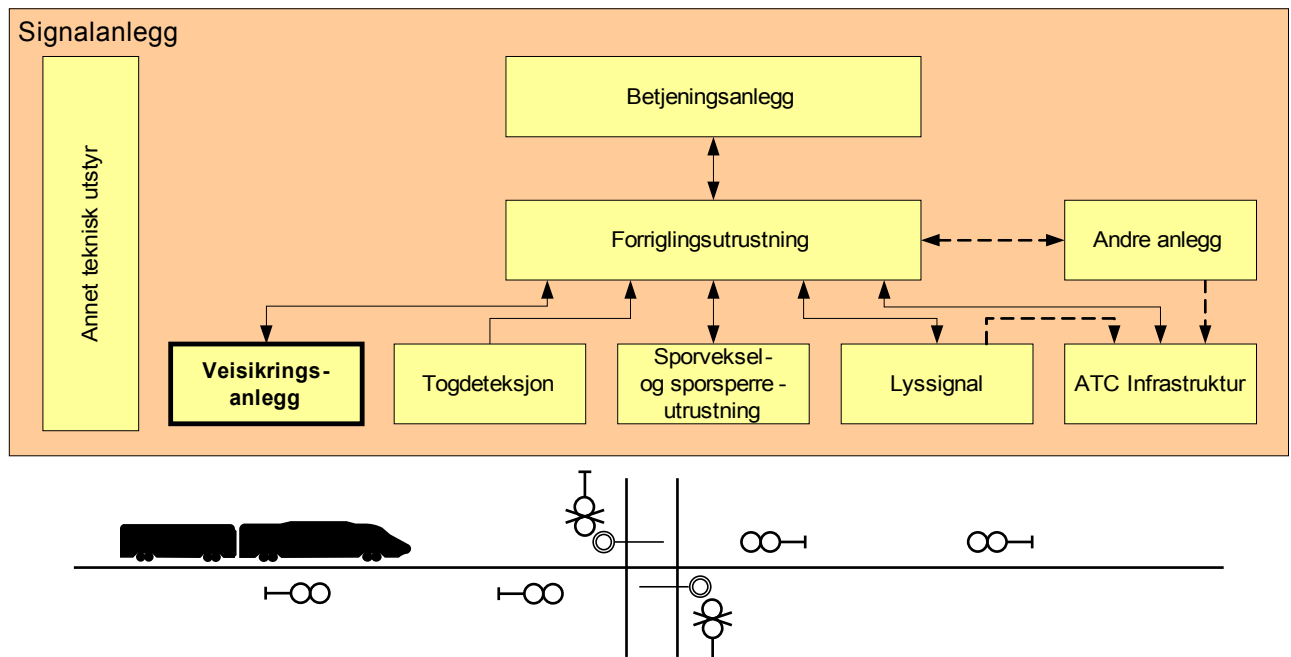 Signalanlegg
Annet teknisk utstyr
Betjeningsanlegg
Forriglingsutrustning
Andre anlegg
Veisikrings-
anlegg
Togdeteksjon
Sporveksel-
og sporsperre-
utrustning
Lyssignal
ATC Infrastruktur